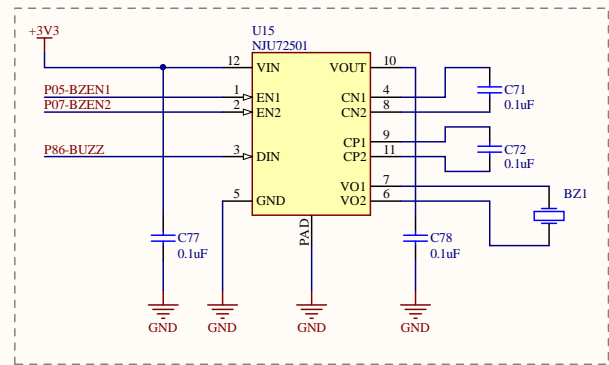 +3V3
U15
NJU72501
12 VIN
VOUT 10
P05-BZEN1 1 EN1
CN1 4
C71
P07-BZEN2 2 EN2
CN2 8
0.1uF
CP1 9
C72
P86-BUZZ 3 DIN
CP2 11
0.1uF
VO1 7
BZ1
5 GND
VO2 6
PAD
C77
0.1uF
C78
0.1uF
GND
GND
GND
GND